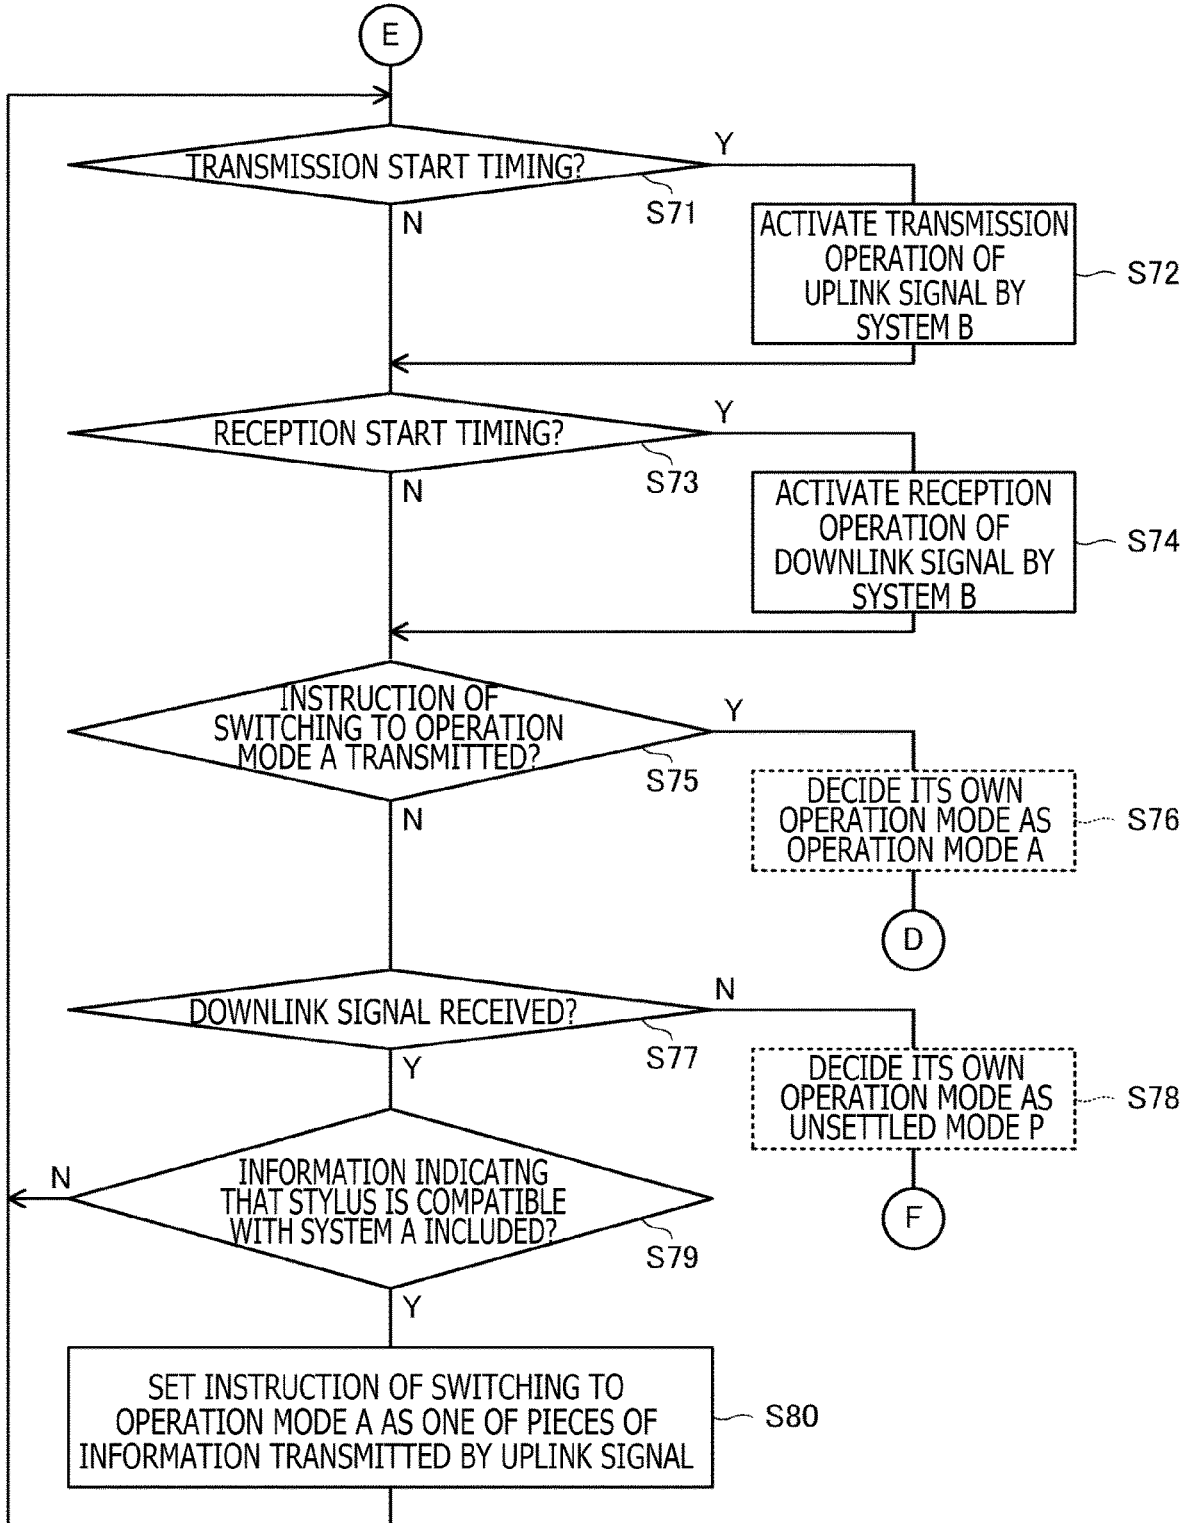 E
TRANSMISSION START TIMING?
Y
S71
N
ACTIVATE TRANSMISSION
OPERATION OF
UPLINK SIGNAL BY
SYSTEM B
S72
RECEPTION START TIMING?
Y
S73
N
ACTIVATE RECEPTION
OPERATION OF
DOWNLINK SIGNAL BY
SYSTEM B
S74
INSTRUCTION OF
SWITCHING TO OPERATION
MODE A TRANSMITTED?
Y
S75
N
DECIDE ITS OWN
OPERATION MODE AS
OPERATION MODE A
S76
D
DOWNLINK SIGNAL RECEIVED?
N
S77
Y
DECIDE ITS OWN
OPERATION MODE AS
UNSETTLED MODE P
S78
F
N
INFORMATION INDICATNG
THAT STYLUS IS COMPATIBLE
WITH SYSTEM A INCLUDED?
S79
Y
SET INSTRUCTION OF SWITCHING TO
OPERATION MODE A AS ONE OF PIECES OF
INFORMATION TRANSMITTED BY UPLINK SIGNAL
S80